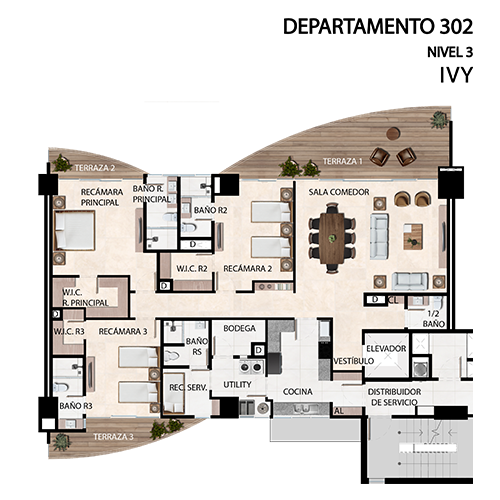 DEPARTAMENTO 302
NIVEL 3
IVY
TERRAZA 2
TERRAZA 1
RECÁMARA
PRINCIPAL
BAÑO R.
PRINCIPAL
BAÑO R2
SALA COMEDOR
D
W.I.C. R2
RECÁMARA 2
W.I.C.
R. PRINCIPAL
D
CL
1/2
BAÑO
W.I.C. R3
RECÁMARA 3
BAÑO
RS
BODEGA
D
VESTÍBULO
ELEVADOR
REC. SERV.
UTILITY
COCINA
DISTRIBUIDOR
DE SERVICIO
BAÑO R3
AL
TERRAZA 3